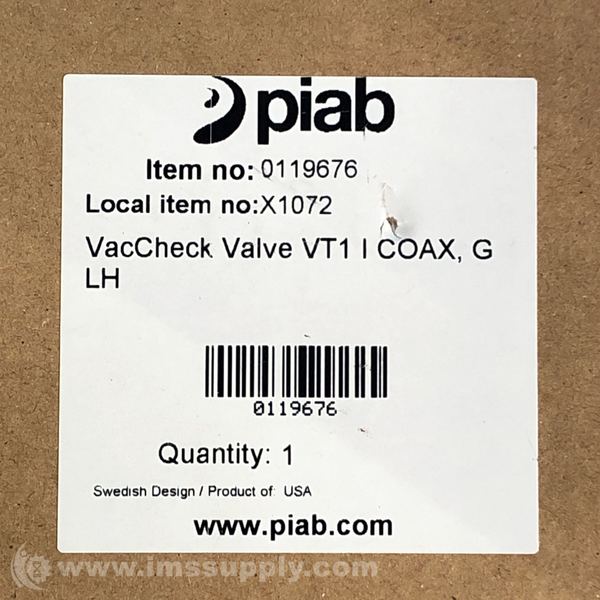 piab
Item no: 0119676
Local item no:X1072
VacCheck Valve VT1 I COAX, G
LH
0119676
Quantity: 1
Swedish Design / Product of: USA
www.piab.com
www.imssupply.com